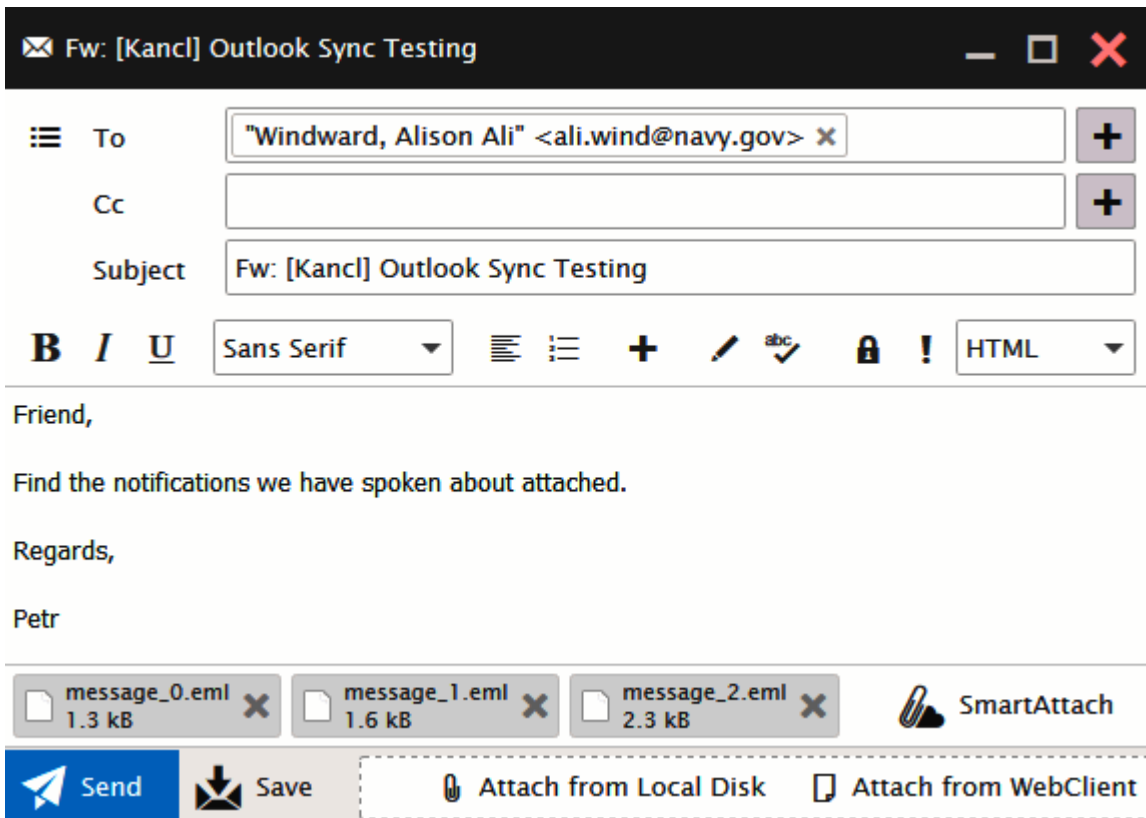 Fw: [Kancl] Outlook Sync Testing
To "Windward, Alison Ali" <ali.wind@navy.gov>
Cc
Subject Fw: [Kancl] Outlook Sync Testing
B I U Sans Serif abc HTML
Friend,
Find the notifications we have spoken about attached.
Regards,
Petr
message_0.eml message_1.eml message_2.eml SmartAttach
1.3 kB 1.6 kB 2.3 kB
Send Save Attach from Local Disk Attach from WebClient